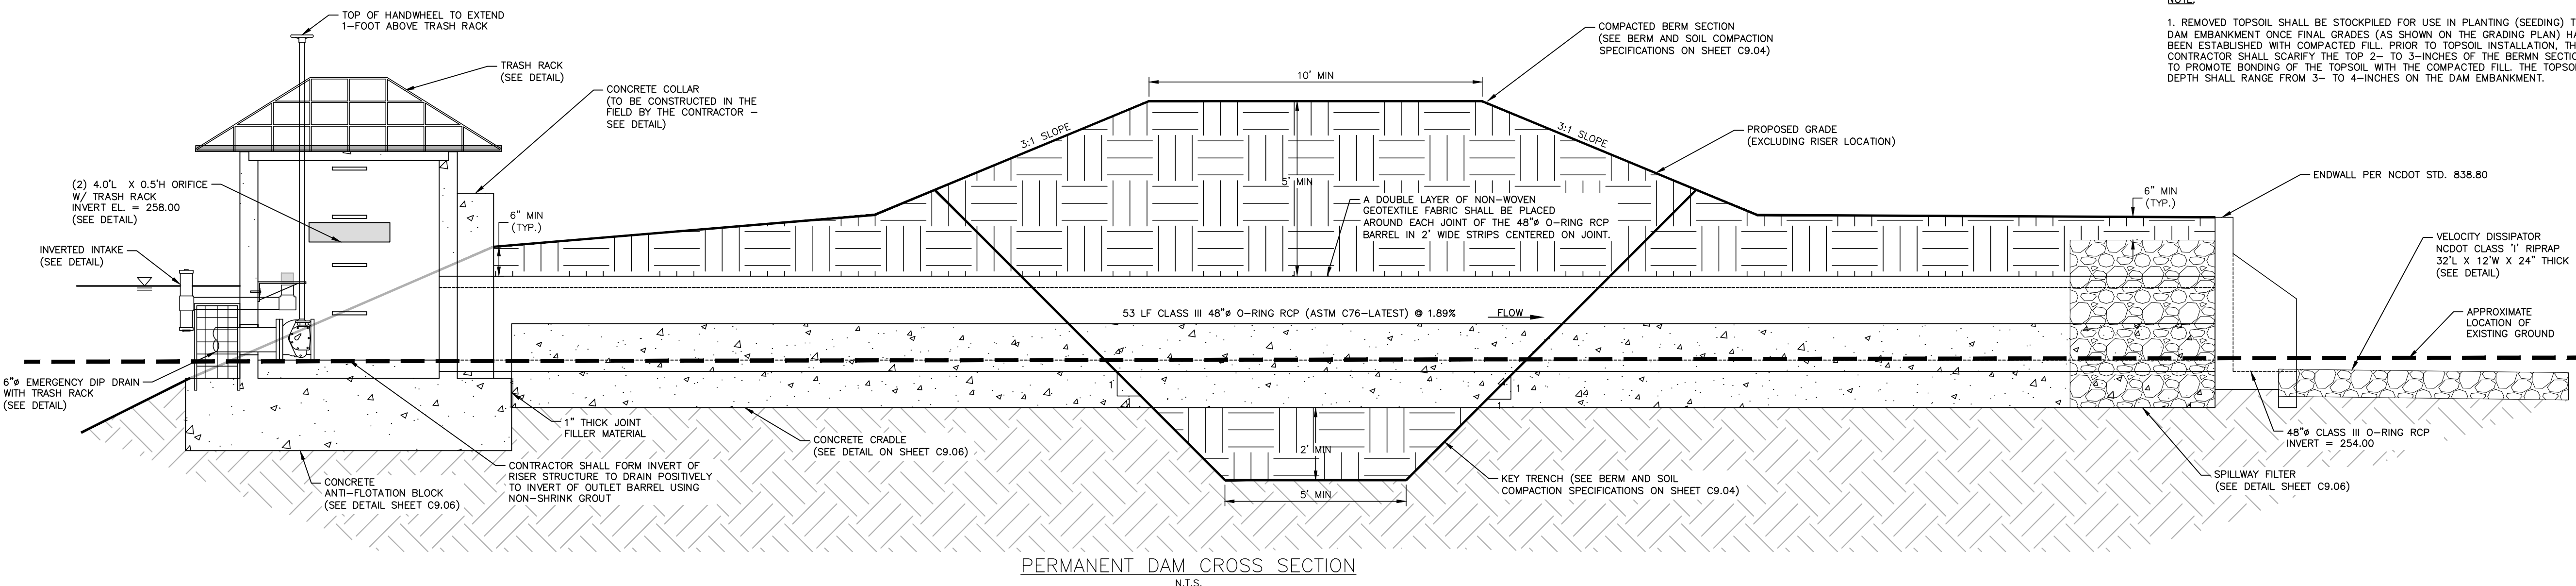 TOP OF HANDWHEEL TO EXTEND
1-FOOT ABOVE TRASH RACK
TRASH RACK
(SEE DETAIL)
CONCRETE COLLAR
(TO BE CONSTRUCTED IN THE
FIELD BY THE CONTRACTOR -
SEE DETAIL)
(2) 4.0'L X 0.5'H ORIFICE
W/ TRASH RACK
INVERT EL. = 258.00
(SEE DETAIL)
INVERTED INTAKE
(SEE DETAIL)
6"ø EMERGENCY DIP DRAIN
WITH TRASH RACK
(SEE DETAIL)
6" MIN
(TYP.)
3:1 SLOPE
10' MIN
5' MIN
3:1 SLOPE
COMPACTED BERM SECTION
(SEE BERM AND SOIL COMPACTION
SPECIFICATIONS ON SHEET C9.04)
PROPOSED GRADE
(EXCLUDING RISER LOCATION)
A DOUBLE LAYER OF NON-WOVEN
GEOTEXTILE FABRIC SHALL BE PLACED
AROUND EACH JOINT OF THE 48"ø O-RING RCP
BARREL IN 2' WIDE STRIPS CENTERED ON JOINT.
53 LF CLASS III 48"ø O-RING RCP (ASTM C76-LATEST) @ 1.89%
FLOW
NOTE:
1. REMOVED TOPSOIL SHALL BE STOCKPILED FOR USE IN PLANTING (SEEDING) T
DAM EMBANKMENT ONCE FINAL GRADES (AS SHOWN ON THE GRADING PLAN) HA
BEEN ESTABLISHED WITH COMPACTED FILL. PRIOR TO TOPSOIL INSTALLATION, TH
CONTRACTOR SHALL SCARIFY THE TOP 2- TO 3-INCHES OF THE BERMN SECTIO
TO PROMOTE BONDING OF THE TOPSOIL WITH THE COMPACTED FILL. THE TOPSO
DEPTH SHALL RANGE FROM 3- TO 4-INCHES ON THE DAM EMBANKMENT.
ENDWALL PER NCDOT STD. 838.80
6" MIN
(TYP.)
VELOCITY DISSIPATOR
NCDOT CLASS 'I' RIPRAP
32'L X 12'W X 24" THICK
(SEE DETAIL)
APPROXIMATE
LOCATION OF
EXISTING GROUND
48"ø CLASS III O-RING RCP
INVERT = 254.00
SPILLWAY FILTER
(SEE DETAIL SHEET C9.06)
1
1
1
1
2' MIN
5' MIN
KEY TRENCH (SEE BERM AND SOIL
COMPACTION SPECIFICATIONS ON SHEET C9.04)
1" THICK JOINT
FILLER MATERIAL
CONCRETE CRADLE
(SEE DETAIL ON SHEET C9.06)
CONTRACTOR SHALL FORM INVERT OF
RISER STRUCTURE TO DRAIN POSITIVELY
TO INVERT OF OUTLET BARREL USING
NON-SHRINK GROUT
CONCRETE
ANTI-FLOTATION BLOCK
(SEE DETAIL SHEET C9.06)
PERMANENT DAM CROSS SECTION
N.T.S.